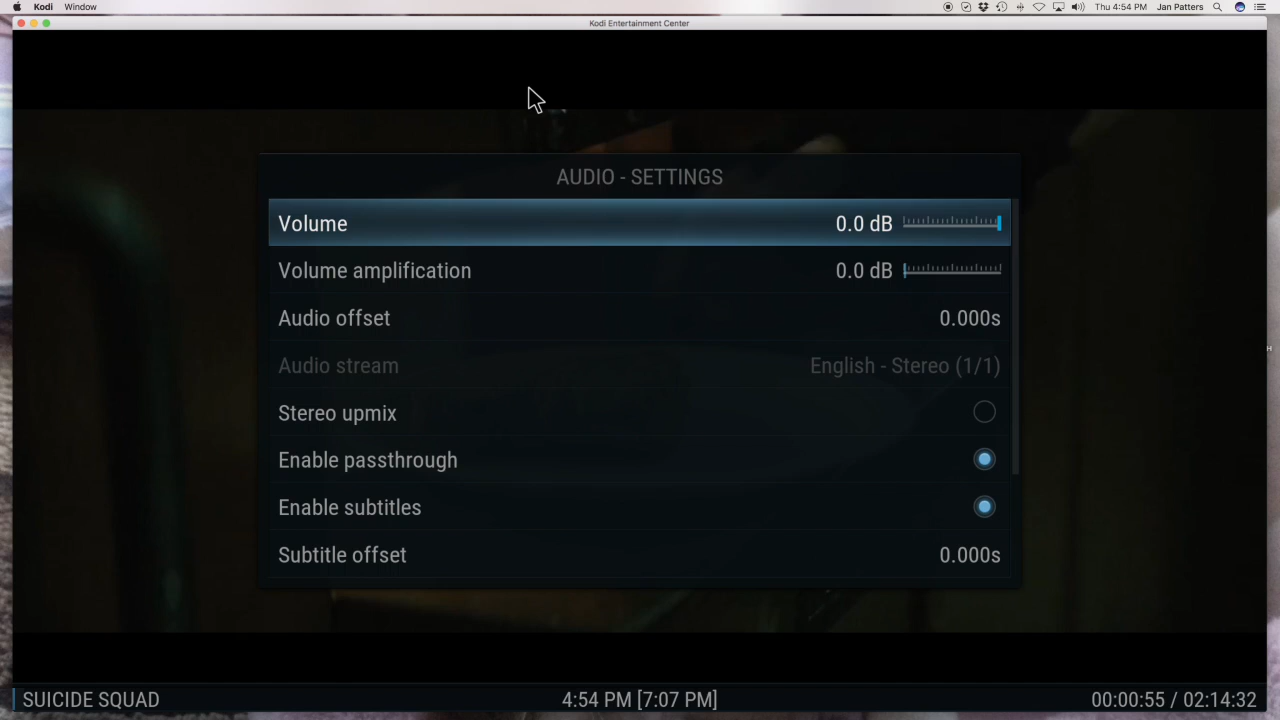 Kodi Window Thu 4:54 PM Jan Patters
Kodi Entertainment Center
AUDIO - SETTINGS
Volume 0.0 dB
Volume amplification 0.0 dB
Audio offset 0.000s
H
Audio stream English - Stereo (1/1)
Stereo upmix
Enable passthrough
Enable subtitles
Subtitle offset 0.000s
SUICIDE SQUAD 4:54 PM [7:07 PM] 00:00:55 / 02:14:32